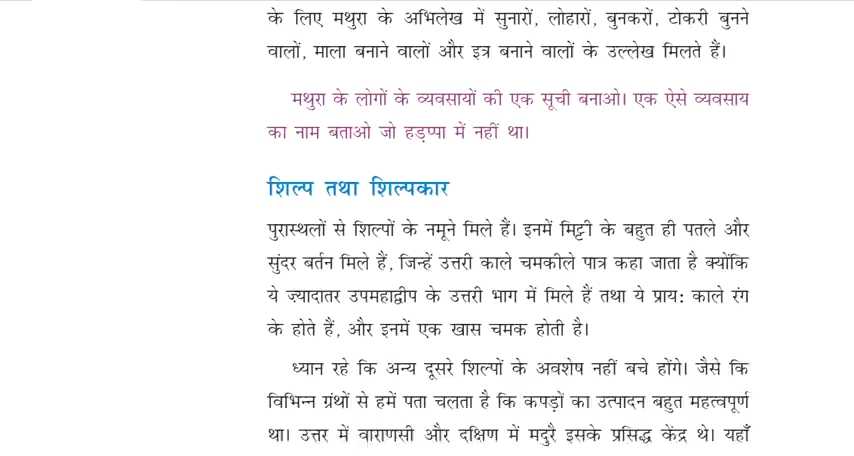 के लिए मथुरा के अभिलेख में सुनारों, लोहारों, बुनकरों, टोकरी बुनने
वालों, माला बनाने वालों और इत्र बनाने वालों के उल्लेख मिलते हैं।
मथुरा के लोगों के व्यवसायों की एक सूची बनाओ। एक ऐसे व्यवसाय
का नाम बताओ जो हड़प्पा में नहीं था।
शिल्प तथा शिल्पकार
पुरास्थलों से शिल्पों के नमूने मिले हैं। इनमें मिट्टी के बहुत ही पतले और
सुंदर बर्तन मिले हैं, जिन्हें उत्तरी काले चमकीले पात्र कहा जाता है क्योंकि
ये ज़्यादातर उपमहाद्वीप के उत्तरी भाग में मिले हैं तथा ये प्राय: काले रंग
के होते हैं, और इनमें एक खास चमक होती है।
ध्यान रहे कि अन्य दूसरे शिल्पों के अवशेष नहीं बचे होंगे। जैसे कि
विभिन्न ग्रंथों से हमें पता चलता है कि कपड़ों का उत्पादन बहुत महत्वपूर्ण
था। उत्तर में वाराणसी और दक्षिण में मदुरै इसके प्रसिद्ध केंद्र थे। यहाँ